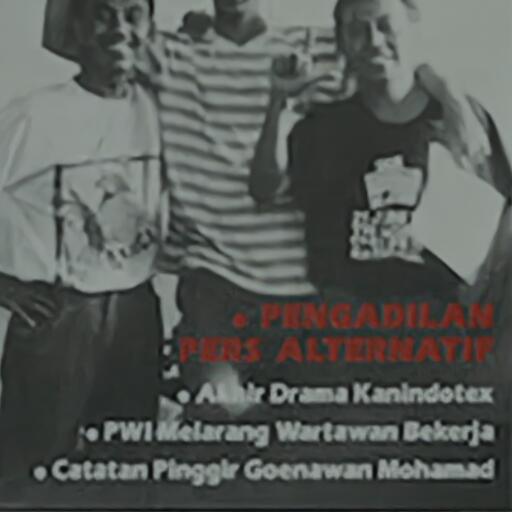 • PENGADILAN
PERS ALTERNATIF
• Akhir Drama Kanindotex
• PWI Melarang Wartawan Bekerja
• Catatan Pinggir Goenawan Mohamad